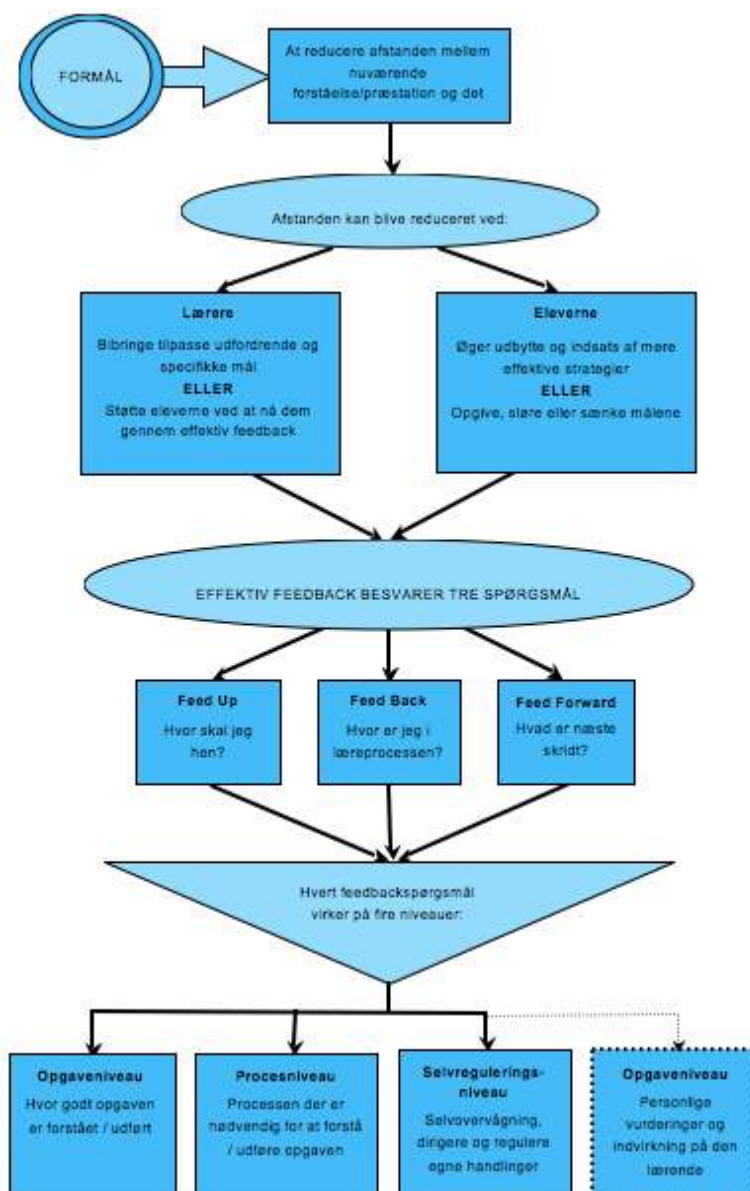 FORMÅL
At reducere afstanden mellem
nuværende
forståelse/præstation og det
Afstanden kan blive reduceret ved:
Lærere
Bibringe tilpasse udfordrende og
specifikke mål
ELLER
Støtte eleverne ved at nå dem
gennem effektiv feedback
Eleverne
Øger udbytte og indsats af mere
effektive strategier
ELLER
Opgive, sløre eller sænke målene
EFFEKTIV FEEDBACK BESVARER TRE SPØRGSMÅL
Feed Up
Hvor skal jeg
hen?
Feed Back
Hvor er jeg i
læreprocessen?
Feed Forward
Hvad er næste
skridt?
Hvert feedbackspørgsmål
virker på fire niveauer:
Opgaveniveau
Hvor godt opgaven
er forstået / udført
Procesniveau
Processen der er
nødvendig for at forstå
/ udføre opgaven
Selvregulerings-
niveau
Selvovervågning,
dirigere og regulere
egne handlinger
Opgaveniveau
Personlige
vurderinger og
indvirkning på den
lærende